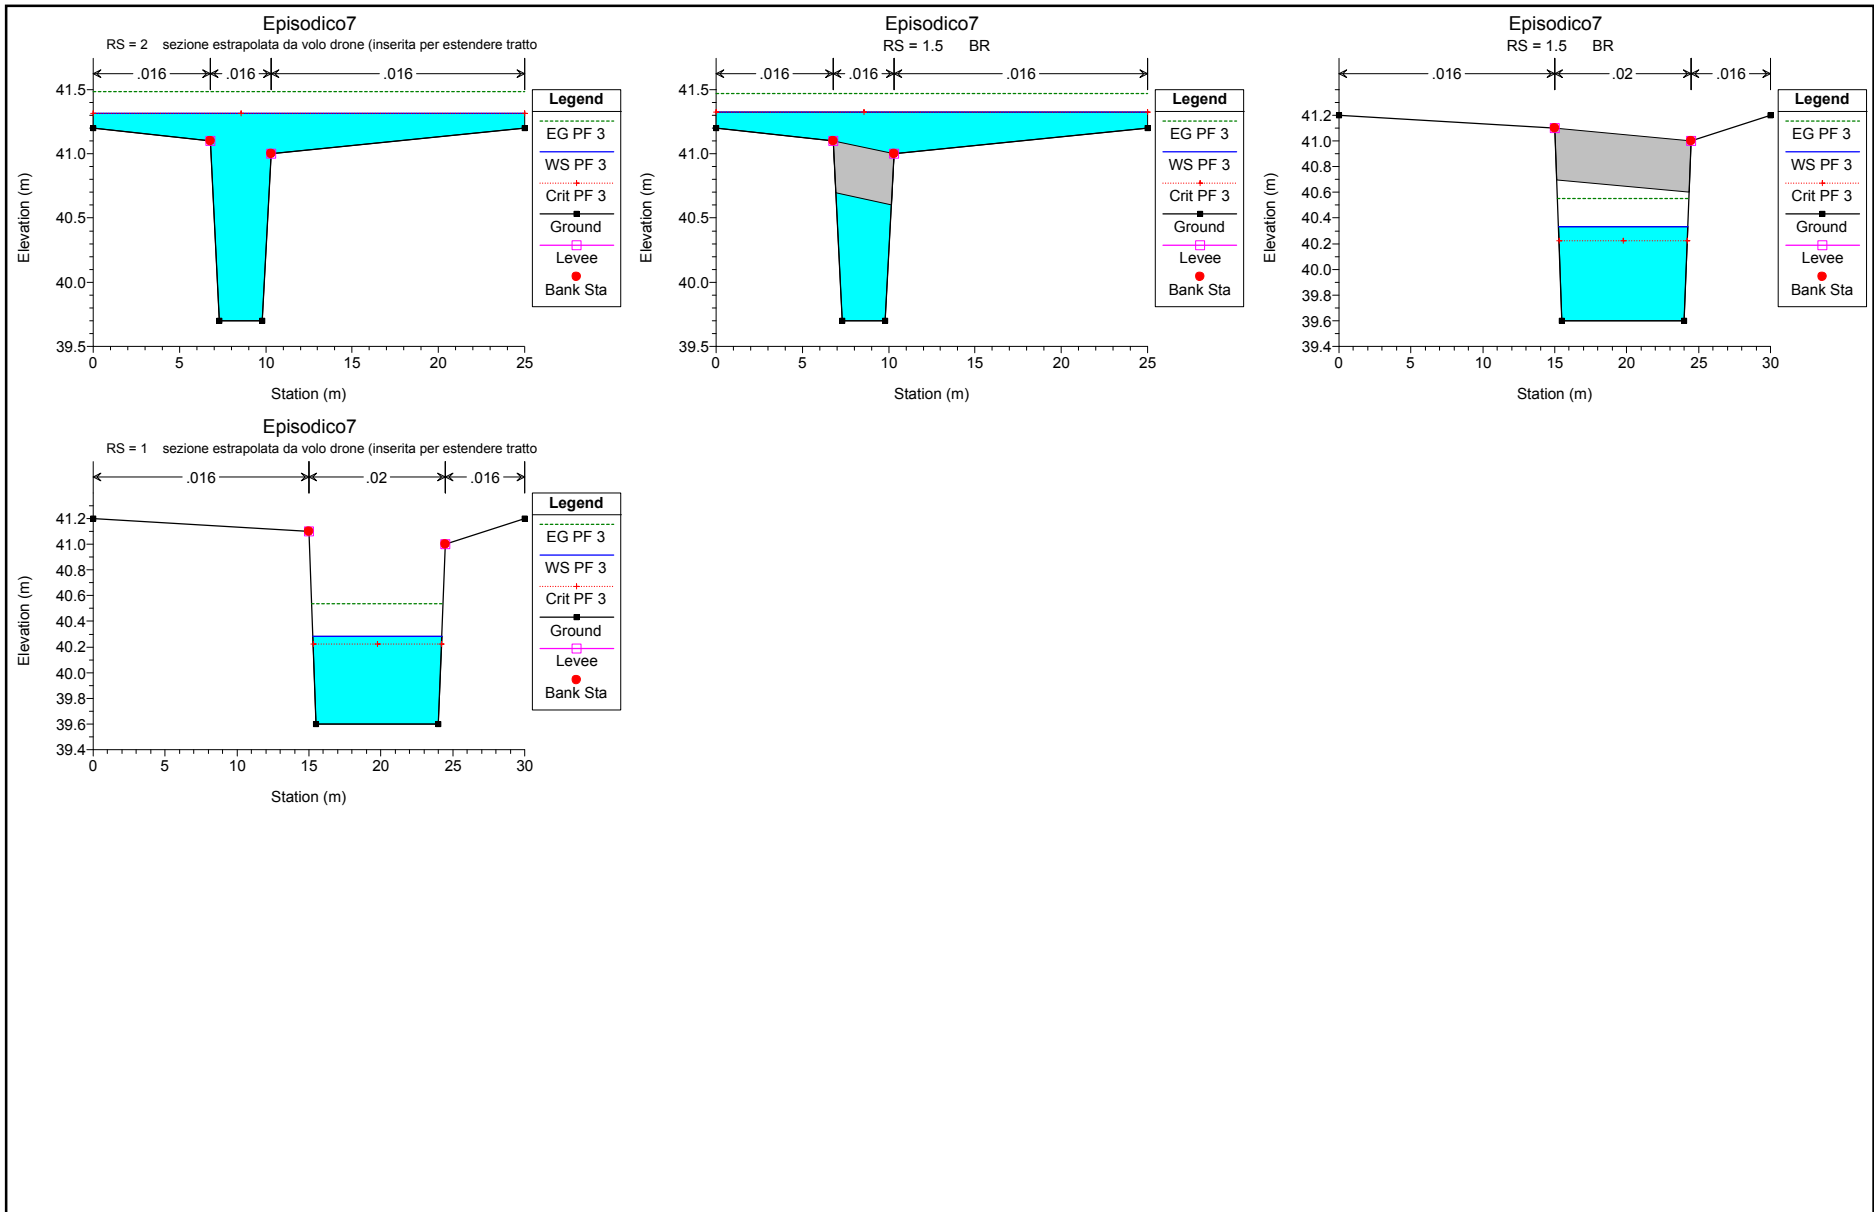 Episodico7
RS = 2 sezione estrapolata da volo drone (inserita per estendere tratto
.016 .016 .016
41.5
41.0
40.5
40.0
39.5
0 5 10 15 20 25
Station (m)
Elevation (m)
Legend
EG PF 3
WS PF 3
Crit PF 3
Ground
Levee
Bank Sta
Episodico7
RS = 1.5 BR
.016 .016 .016
41.5
41.0
40.5
40.0
39.5
0 5 10 15 20 25
Station (m)
Elevation (m)
Legend
EG PF 3
WS PF 3
Crit PF 3
Ground
Levee
Bank Sta
Episodico7
RS = 1.5 BR
.016 .02 .016
41.2
41.0
40.8
40.6
40.4
40.2
40.0
39.8
39.6
39.4
0 5 10 15 20 25 30
Station (m)
Elevation (m)
Legend
EG PF 3
WS PF 3
Crit PF 3
Ground
Levee
Bank Sta
Episodico7
RS = 1 sezione estrapolata da volo drone (inserita per estendere tratto
.016 .02 .016
41.2
41.0
40.8
40.6
40.4
40.2
40.0
39.8
39.6
39.4
0 5 10 15 20 25 30
Station (m)
Elevation (m)
Legend
EG PF 3
WS PF 3
Crit PF 3
Ground
Levee
Bank Sta